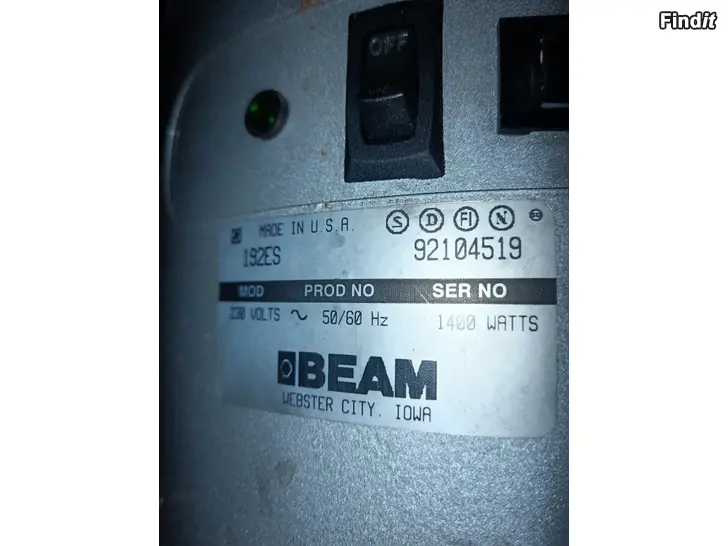 Findit
OFF
MADE IN U.S.A. S D FI N
192ES 92104519
MOD PROD NO SER NO
230 VOLTS ~ 50/60 Hz 1400 WATTS
BEAM
WEBSTER CITY, IOWA